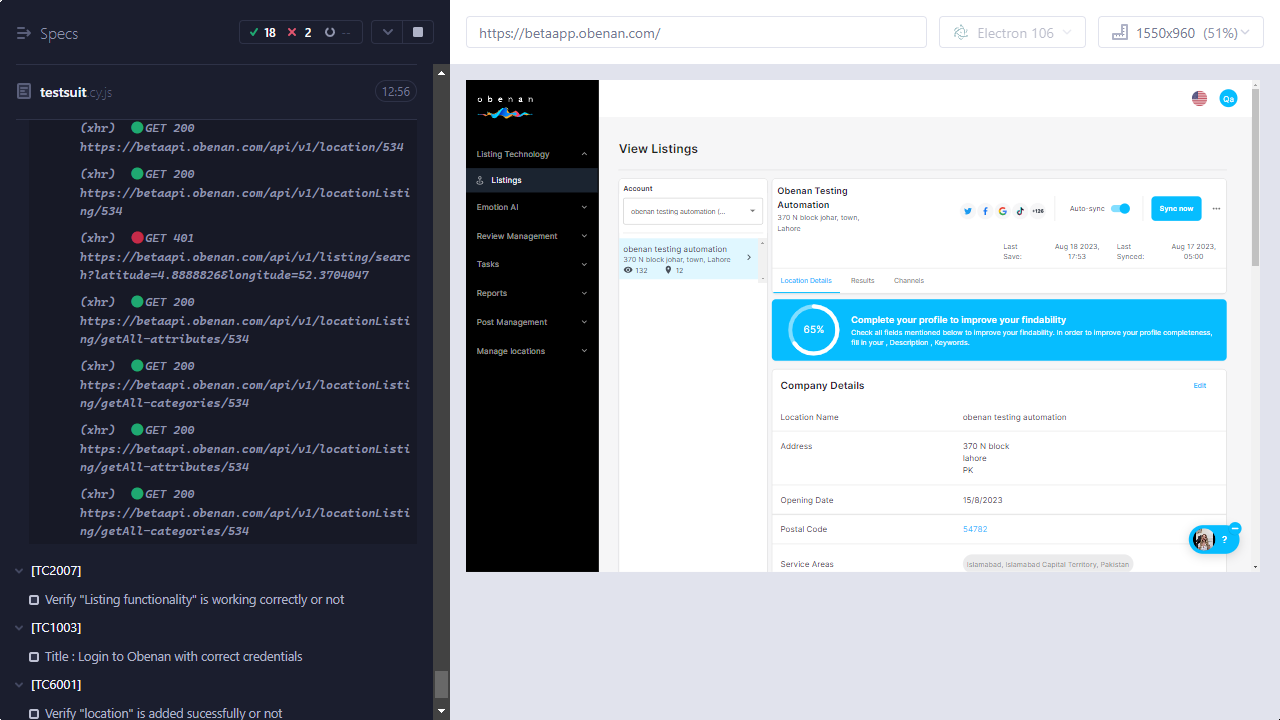 Specs
18
2
--
testsuit.cy.js
12:56
(xhr) GET 200
https://betaapi.obenan.com/api/v1/location/534
(xhr) GET 200
https://betaapi.obenan.com/api/v1/locationListi
ng/534
(xhr) GET 401
https://betaapi.obenan.com/api/v1/listing/searc
h?latitude=4.8888826&longitude=52.3704047
(xhr) GET 200
https://betaapi.obenan.com/api/v1/locationListi
ng/getAll-attributes/534
(xhr) GET 200
https://betaapi.obenan.com/api/v1/locationListi
ng/getAll-categories/534
(xhr) GET 200
https://betaapi.obenan.com/api/v1/locationListi
ng/getAll-attributes/534
(xhr) GET 200
https://betaapi.obenan.com/api/v1/locationListi
ng/getAll-categories/534
[TC2007]
Verify "Listing functionality" is working correctly or not
[TC1003]
Title : Login to Obenan with correct credentials
[TC6001]
Verify "location" is added sucessfully or not
https://betaapp.obenan.com/
Electron 106
1550x960 (51%)
obenan
Listing Technology
Listings
Emotion AI
Review Management
Tasks
Reports
Post Management
Manage locations
Qa
View Listings
Account
obenan testing automation (...
obenan testing automation
370 N block johar, town, Lahore
132
12
Obenan Testing
Automation
370 N block johar, town,
Lahore
+126
Auto-sync
Sync now
Last
Save:
Aug 18 2023,
17:53
Last
Synced:
Aug 17 2023,
05:00
Location Details
Results
Channels
65%
Complete your profile to improve your findability
Check all fields mentioned below to improve your findability. In order to improve your profile completeness,
fill in your , Description , Keywords.
Company Details
Edit
Location Name
obenan testing automation
Address
370 N block
lahore
PK
Opening Date
15/8/2023
Postal Code
54782
Service Areas
Islamabad, Islamabad Capital Territory, Pakistan
?